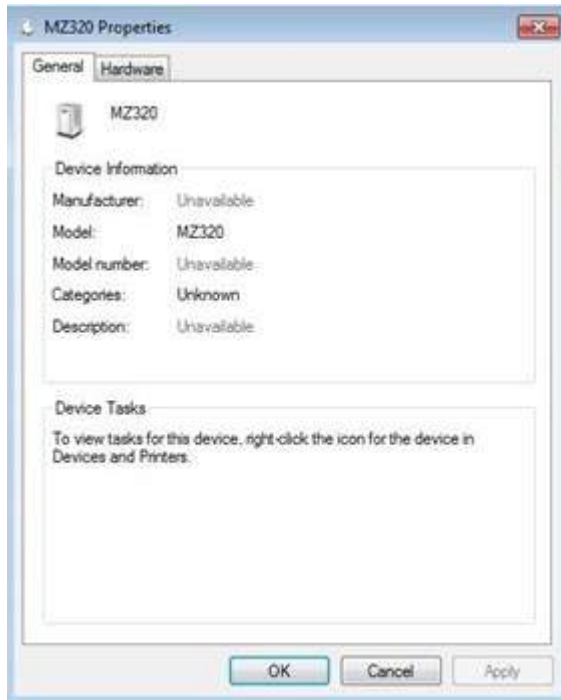 MZ320 Properties
General Hardware
MZ320
Device Information
Manufacturer: Unavailable
Model: MZ320
Model number: Unavailable
Categories: Unknown
Description: Unavailable
Device Tasks
To view tasks for this device, right-click the icon for the device in
Devices and Printers.
OK Cancel Apply